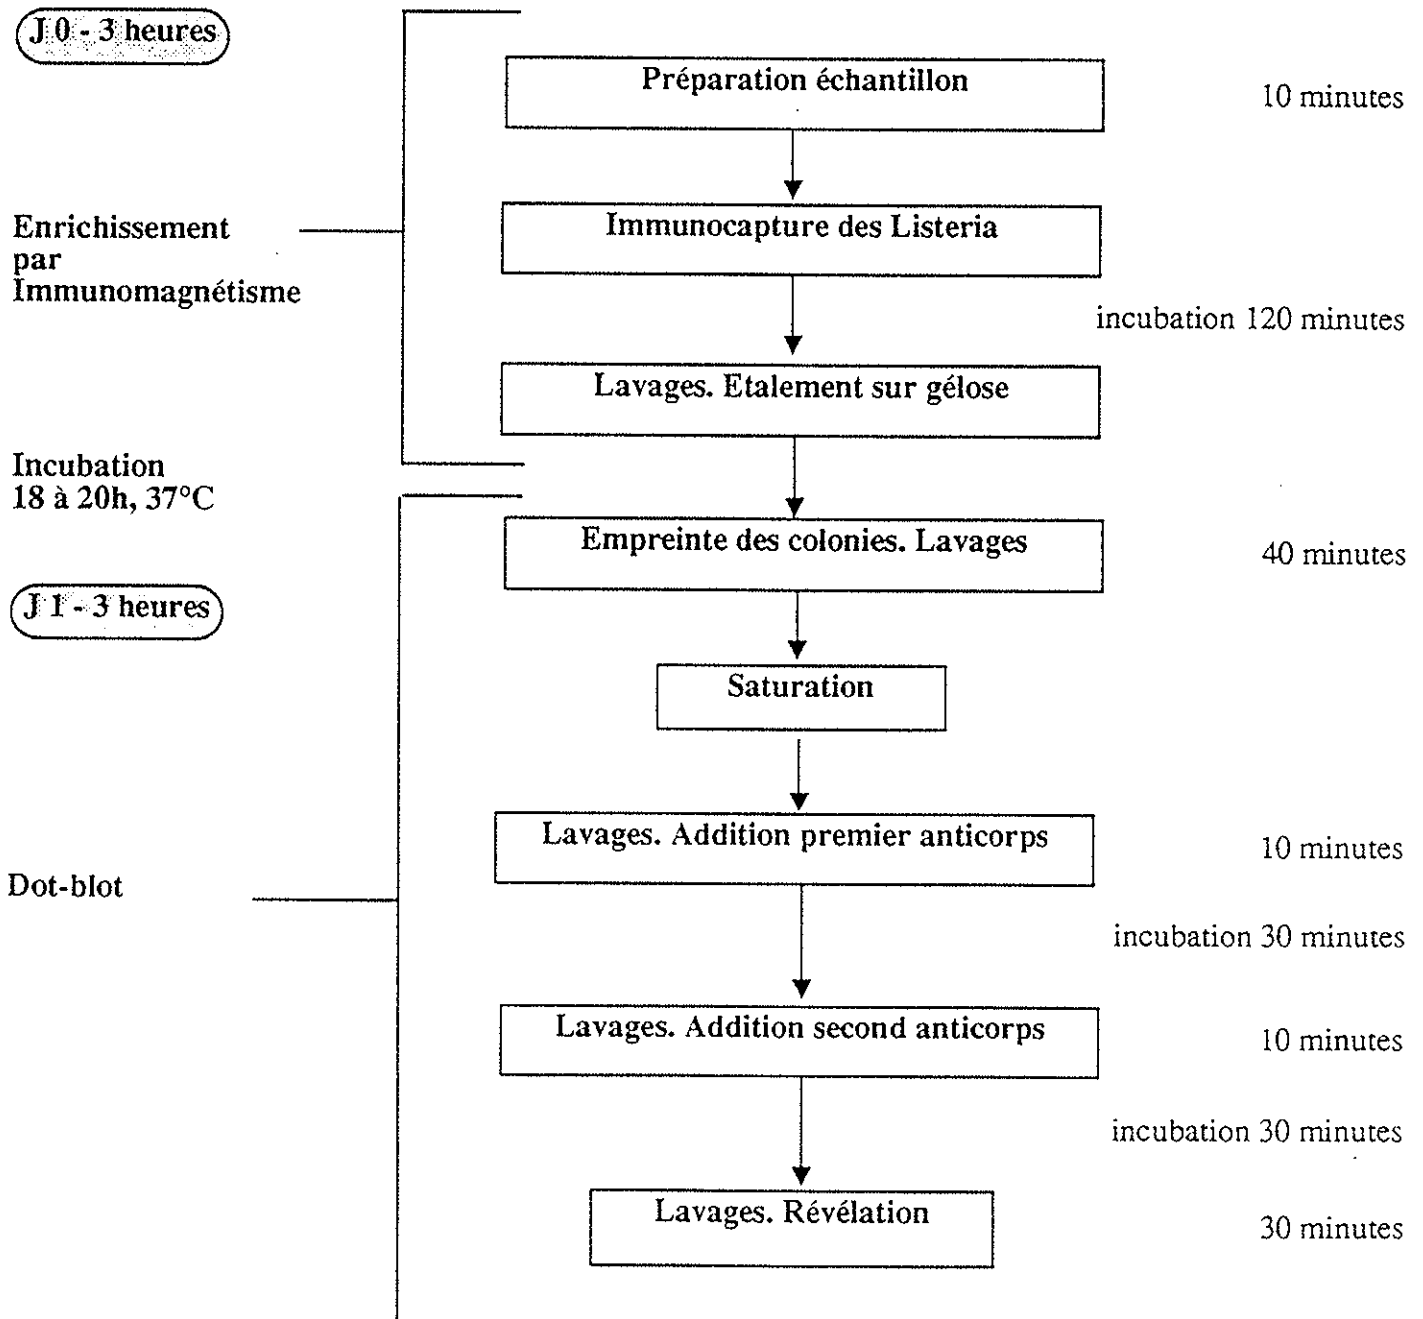 J 0 - 3 heures
Préparation échantillon
10 minutes
Enrichissement
par
Immunomagnétisme
Immunocapture des Listeria
incubation 120 minutes
Lavages. Etalement sur gélose
Incubation
18 à 20h, 37°C
Empreinte des colonies. Lavages
40 minutes
J 1 - 3 heures
Saturation
Lavages. Addition premier anticorps
10 minutes
Dot-blot
incubation 30 minutes
Lavages. Addition second anticorps
10 minutes
incubation 30 minutes
Lavages. Révélation
30 minutes